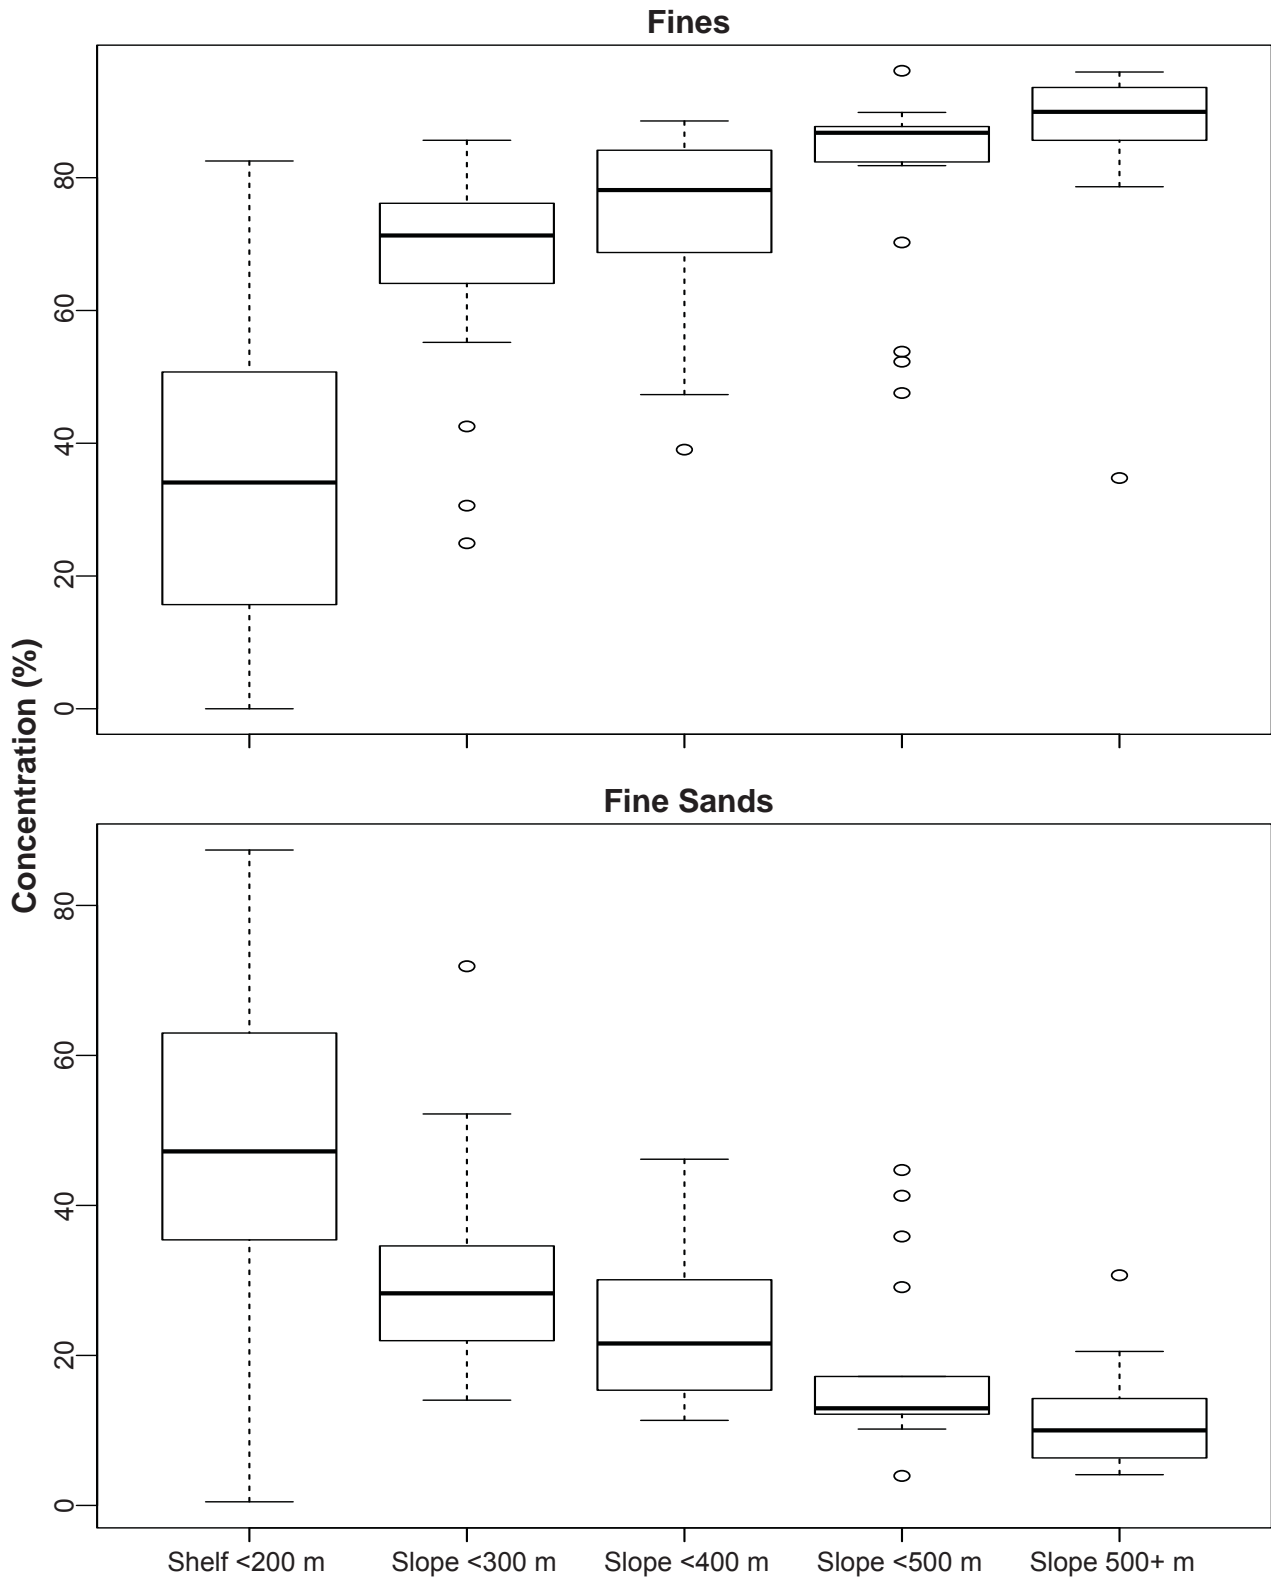 Fines
80
60
40
20
0
Concentration (%)
Fine Sands
80
60
40
20
0
Shelf <200 m
Slope <300 m
Slope <400 m
Slope <500 m
Slope 500+ m